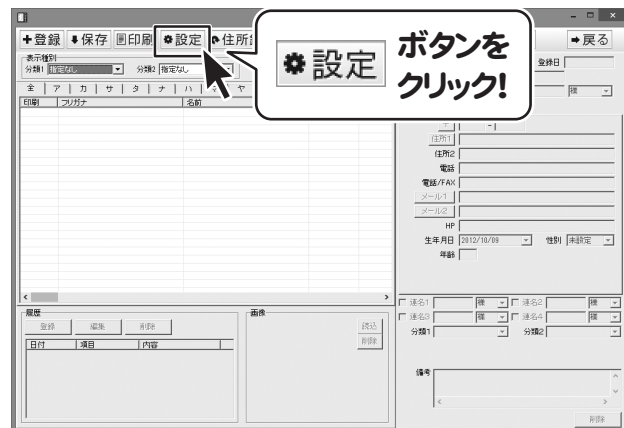 +登録 保存 印刷 設定 住所
設定
ボタンを
クリック!
戻る
表示種別
分類1 指定なし 分類2 指定なし
登録日
全 ア カ サ タ ナ ハ マ ヤ
様
印刷 フリガナ 名前
〒 -
住所1
住所2
電話
電話/FAX
メール1
メール2
HP
生年月日 2012/10/09 性別 未設定
年齢
連名1 様 連名2 様
連名3 様 連名4 様
分類1 分類2
履歴
登録 編集 削除
日付 項目 内容
画像
読込
削除
備考
削除